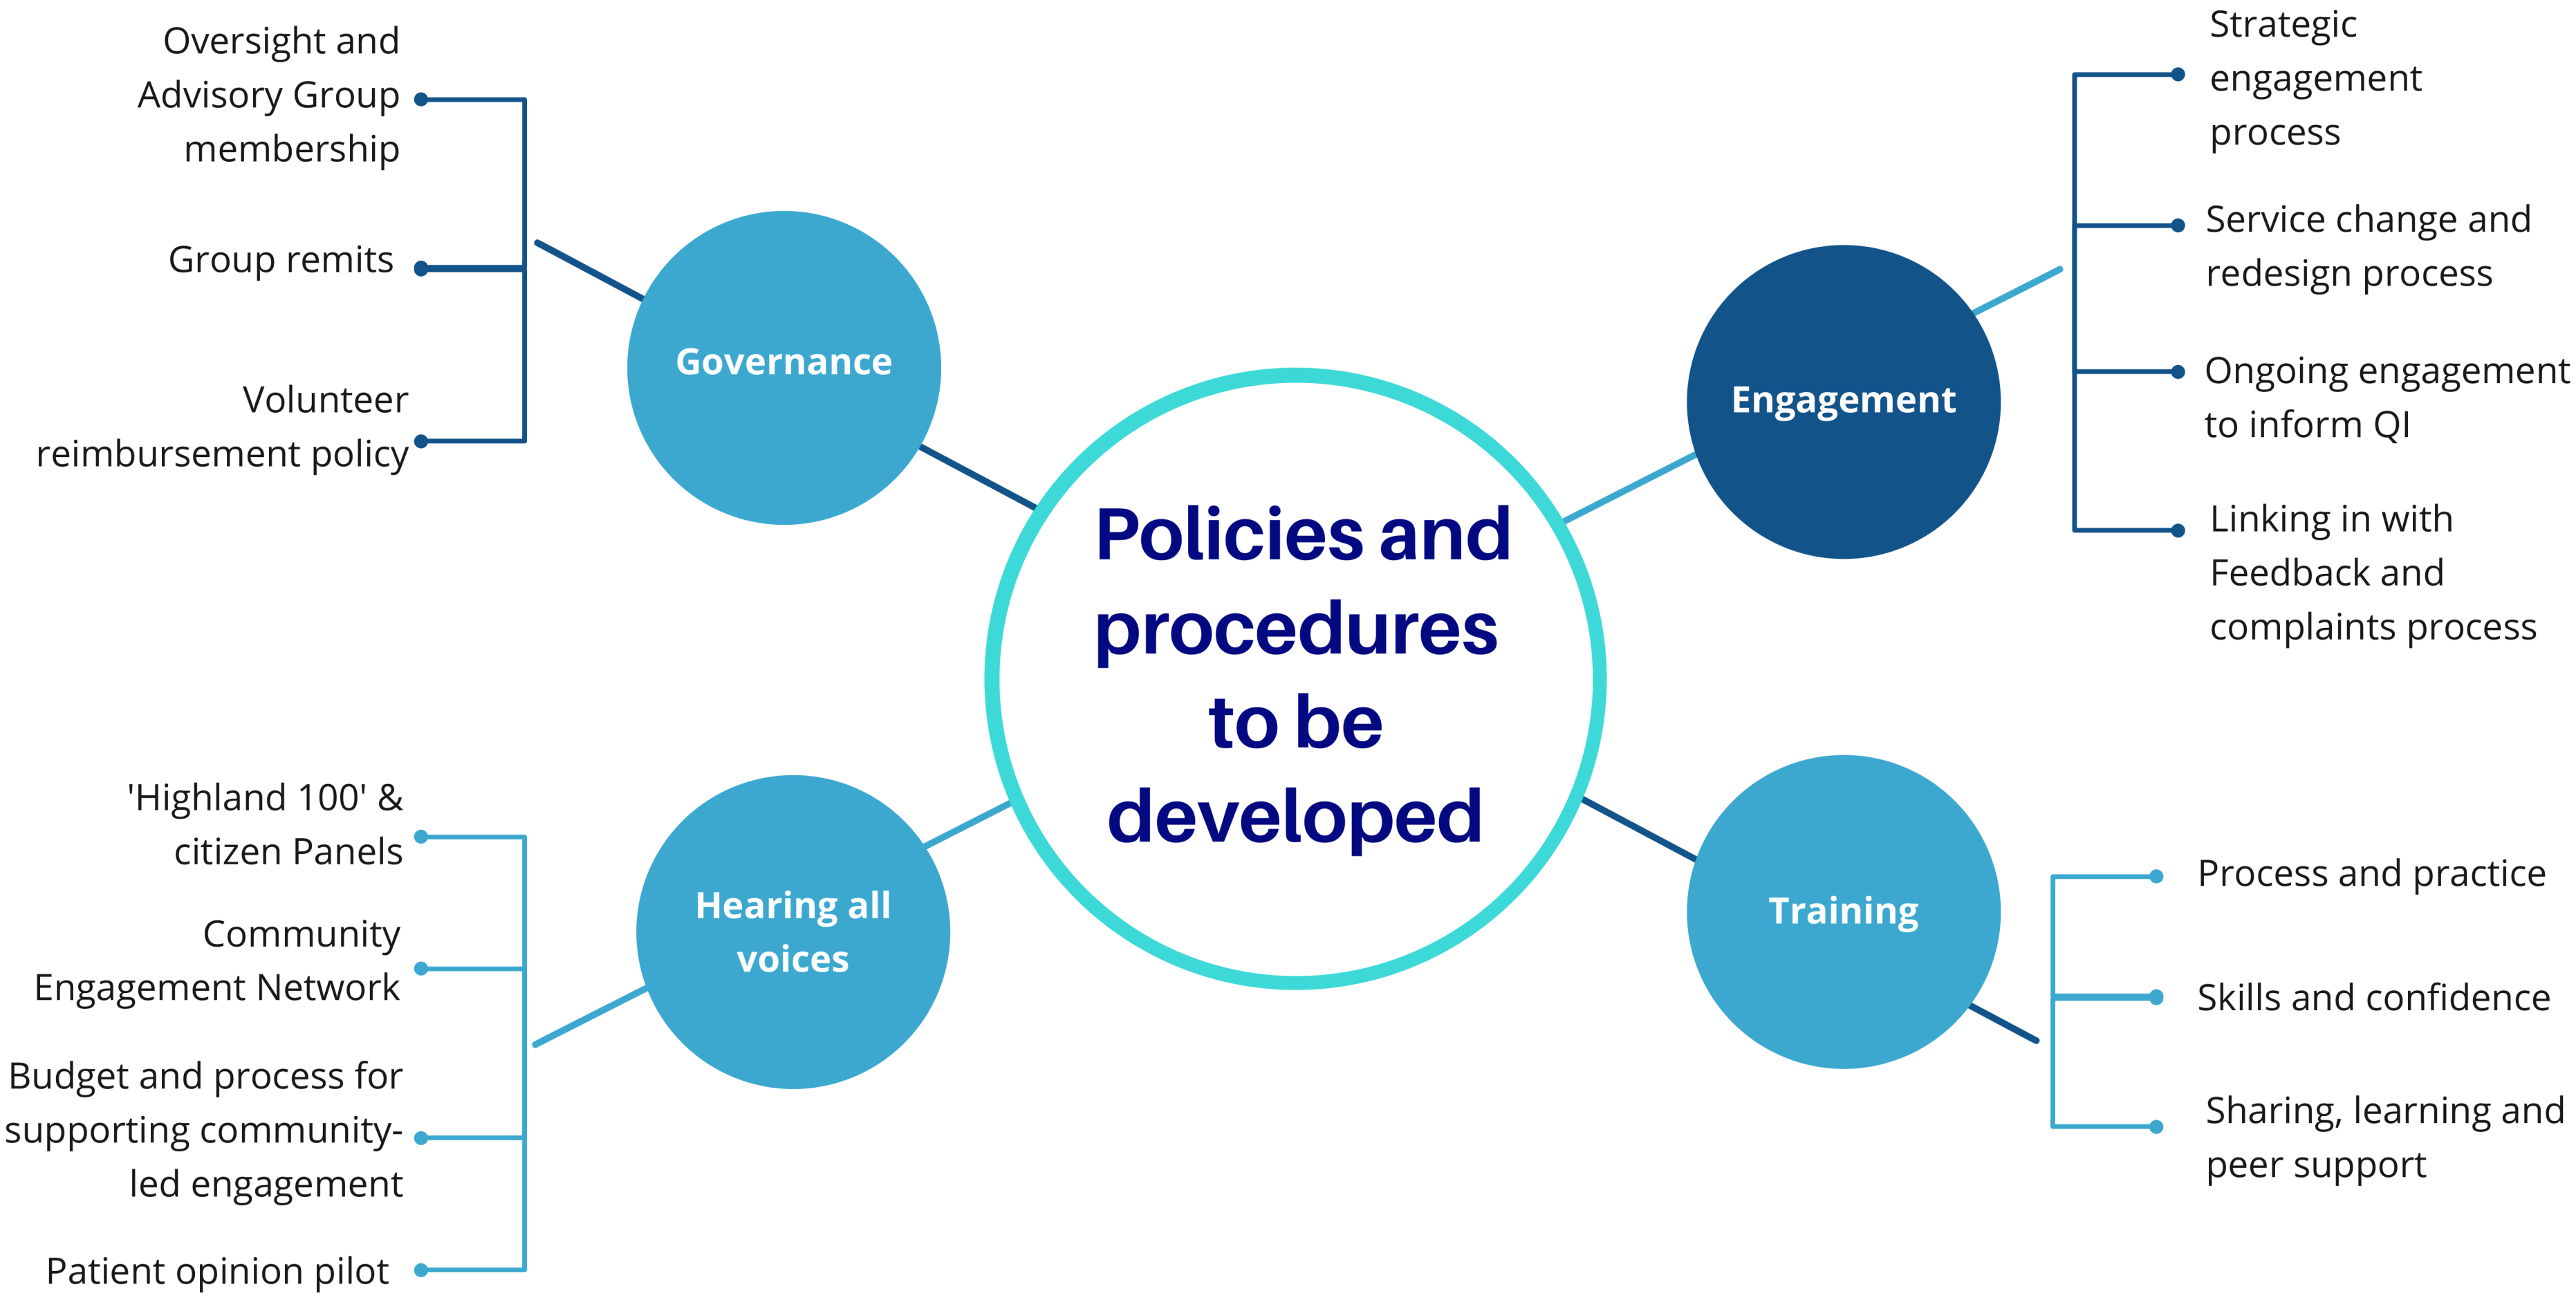 Policies and
procedures
to be
developed
Governance
Oversight and
Advisory Group
membership
Group remits
Volunteer
reimbursement policy
Engagement
Strategic
engagement
process
Service change and
redesign process
Ongoing engagement
to inform QI
Linking in with
Feedback and
complaints process
Hearing all
voices
'Highland 100' &
citizen Panels
Community
Engagement Network
Budget and process for
supporting community-
led engagement
Patient opinion pilot
Training
Process and practice
Skills and confidence
Sharing, learning and
peer support